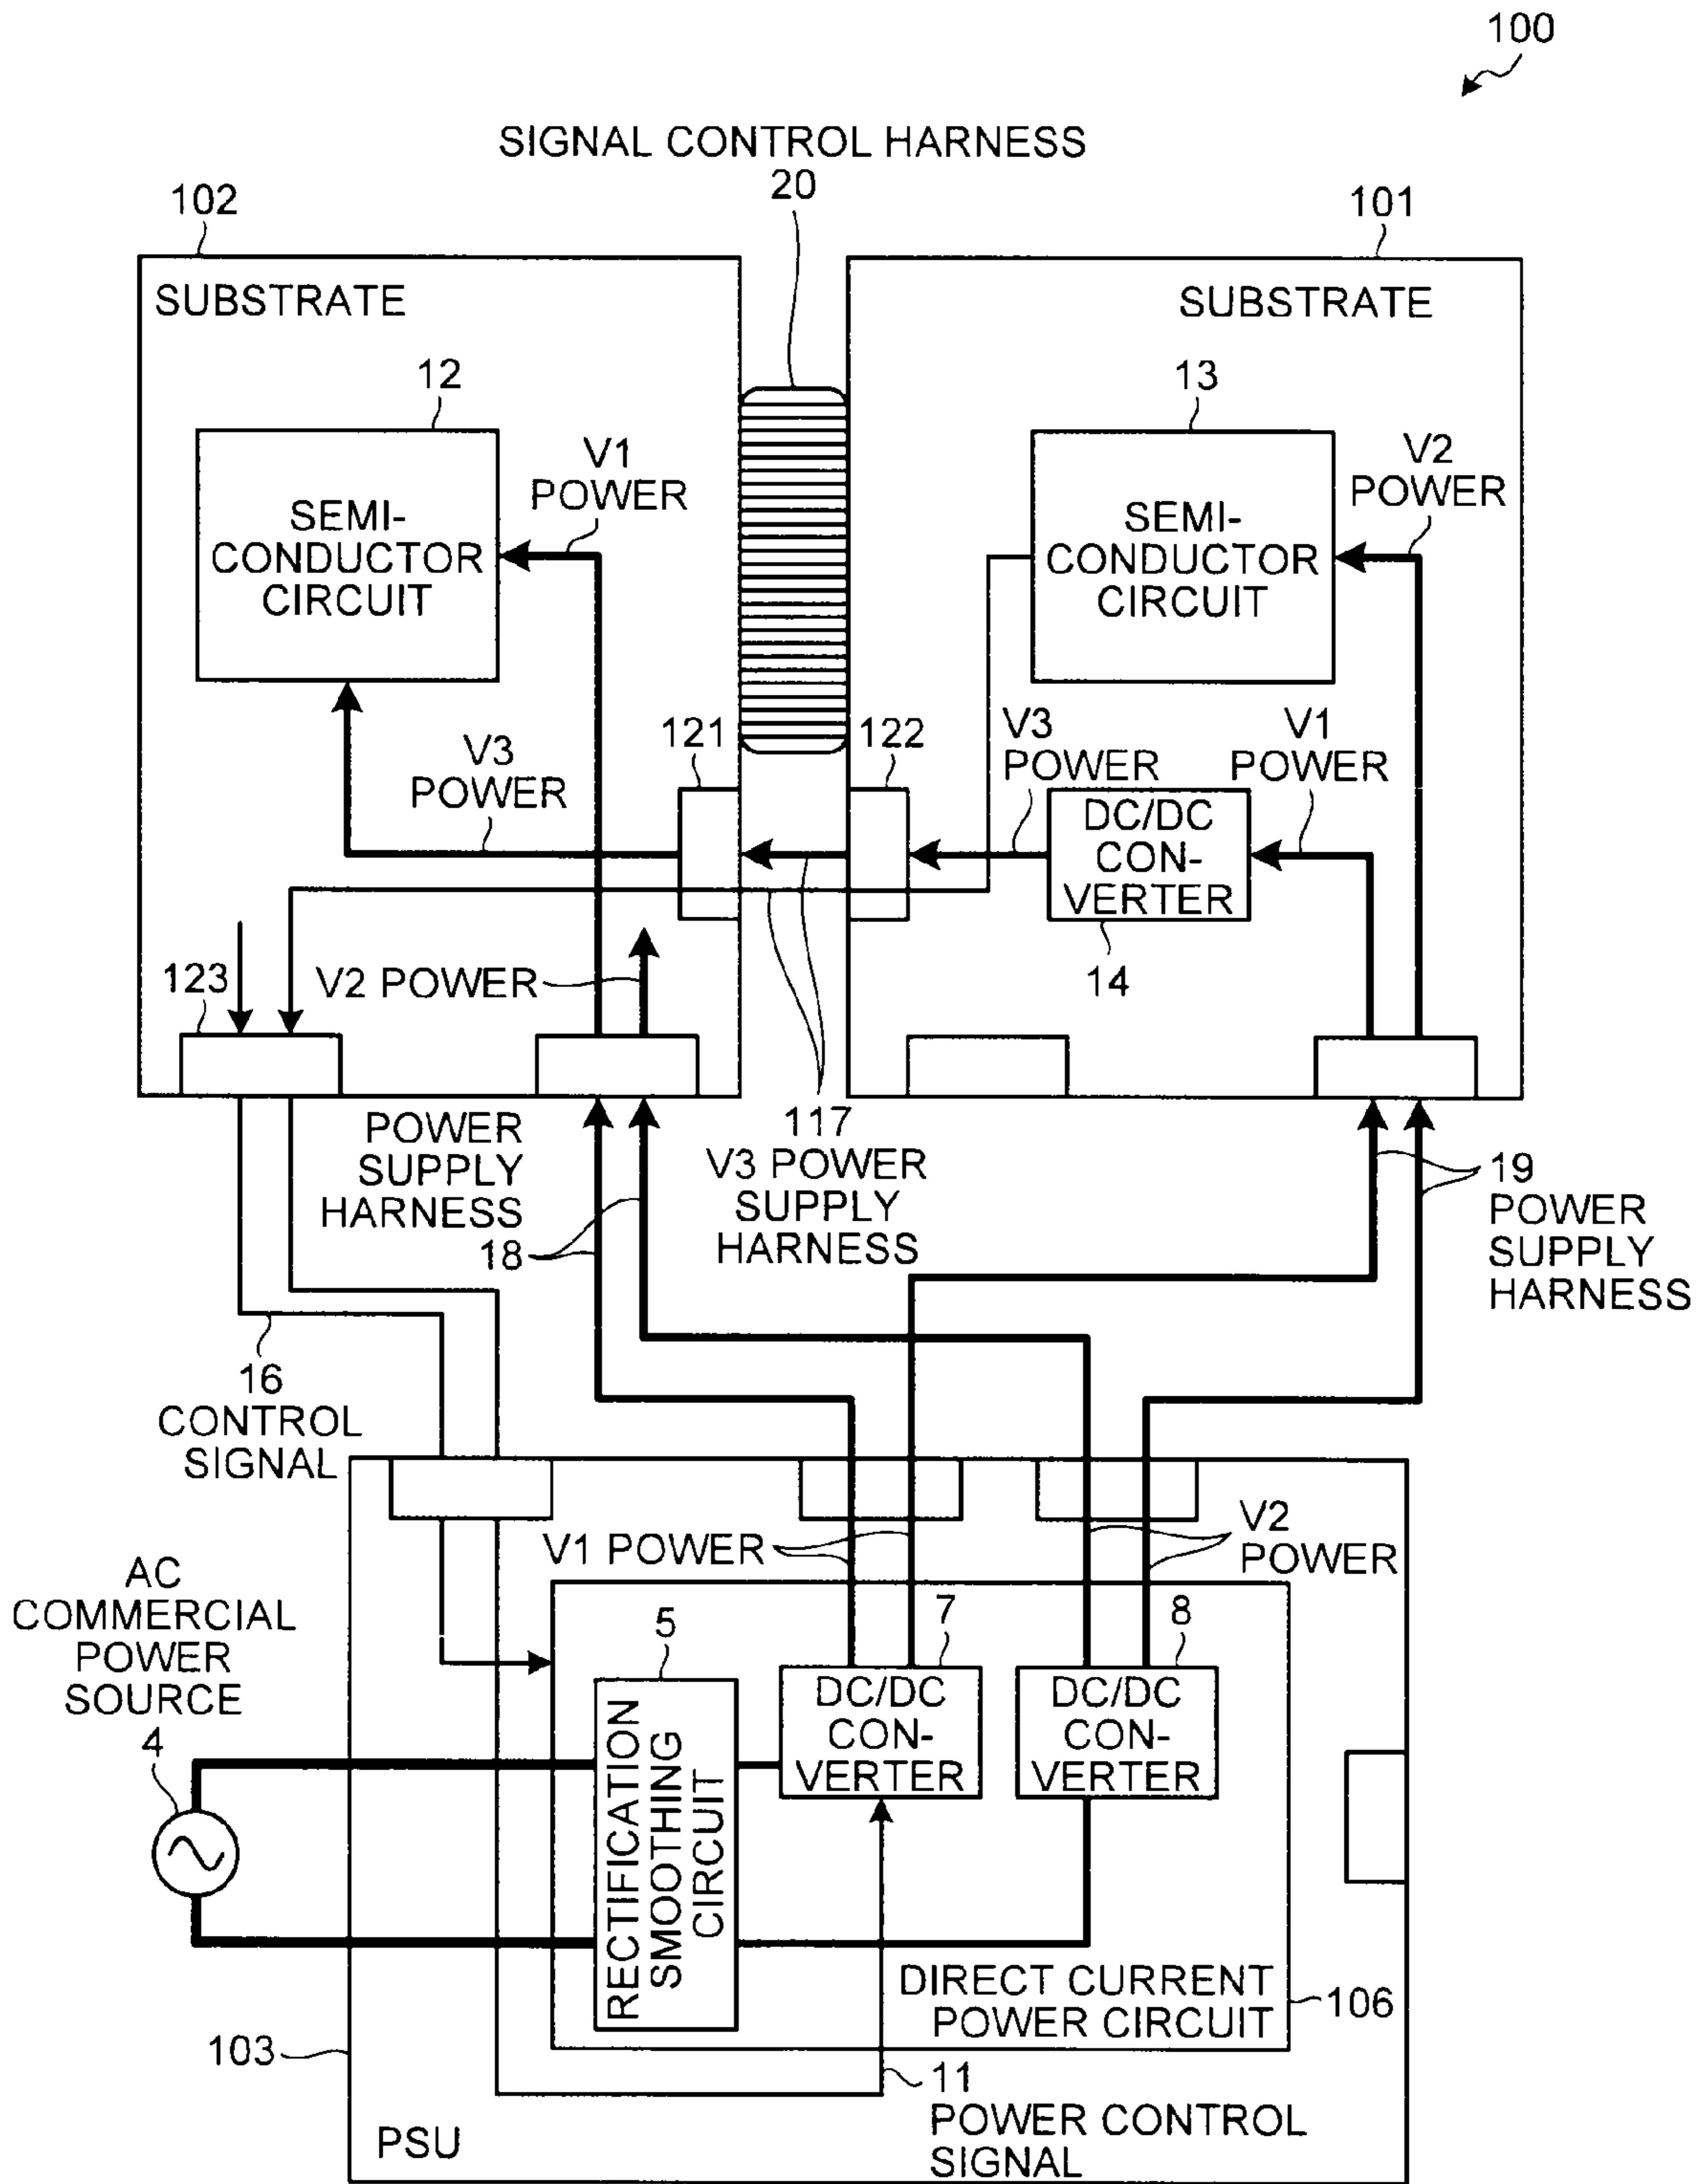 100
SIGNAL CONTROL HARNESS
20
102
101
SUBSTRATE
SUBSTRATE
12
13
V1
POWER
V2
POWER
SEMI-
CONDUCTOR
CIRCUIT
SEMI-
CONDUCTOR
CIRCUIT
121
122
V3
POWER
V3
POWER
V1
POWER
DC/DC
CON-
VERTER
14
123
V2 POWER
POWER
SUPPLY
HARNESS
18
117
V3 POWER
SUPPLY
HARNESS
19
POWER
SUPPLY
HARNESS
16
CONTROL
SIGNAL
V1 POWER
V2
POWER
AC
COMMERCIAL
POWER
SOURCE
4
5
7
8
RECTIFICATION
SMOOTHING
CIRCUIT
DC/DC
CON-
VERTER
DC/DC
CON-
VERTER
DIRECT CURRENT
POWER CIRCUIT
106
103
11
POWER CONTROL
SIGNAL
PSU